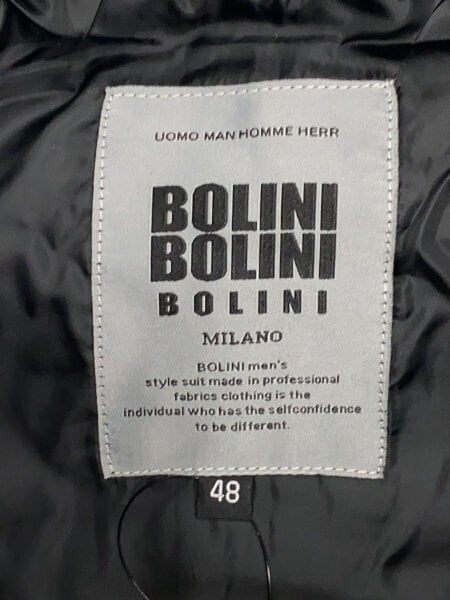 UOMO MAN HOMME HERR
BOLINI
BOLINI
BOLINI
MILANO
BOLINI men's
style suit made in professional
fabrics clothing is the
individual who has the selfconfidence
to be different.
48